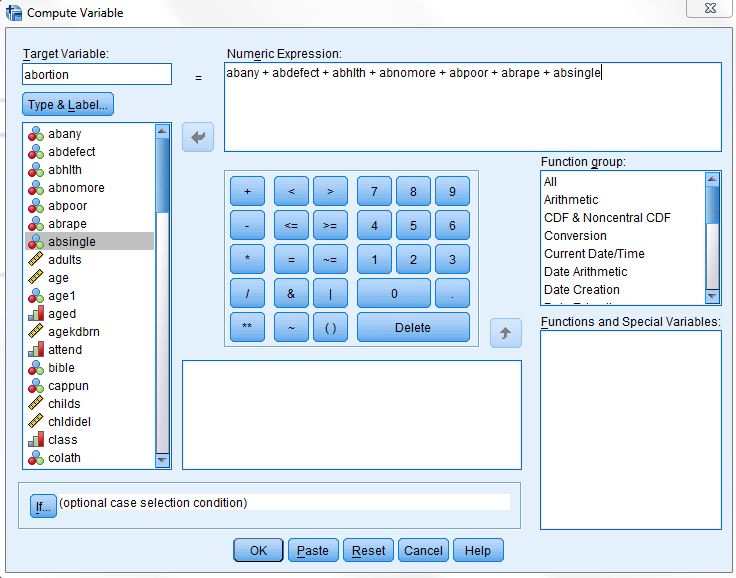 Compute Variable
Target Variable:
abortion
=
Numeric Expression:
abany + abdefect + abhlth + abnomore + abpoor + abrape + absingle
Type & Label...
abany
abdefect
abhlth
abnomore
abpoor
abrape
absingle
adults
age
age1
aged
agekdbrn
attend
bible
cappun
childs
chldidel
class
colath
+ < > 7 8 9
- <= >= 4 5 6
* = ~= 1 2 3
/ & | 0 .
** ~ ( ) Delete
Function group:
All
Arithmetic
CDF & Noncentral CDF
Conversion
Current Date/Time
Date Arithmetic
Date Creation
Functions and Special Variables:
If... (optional case selection condition)
OK Paste Reset Cancel Help